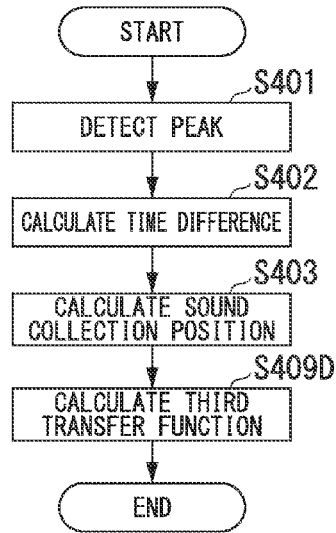 START
S401
DETECT PEAK
S402
CALCULATE TIME DIFFERENCE
S403
CALCULATE SOUND
COLLECTION POSITION
S409D
CALCULATE THIRD
TRANSFER FUNCTION
END